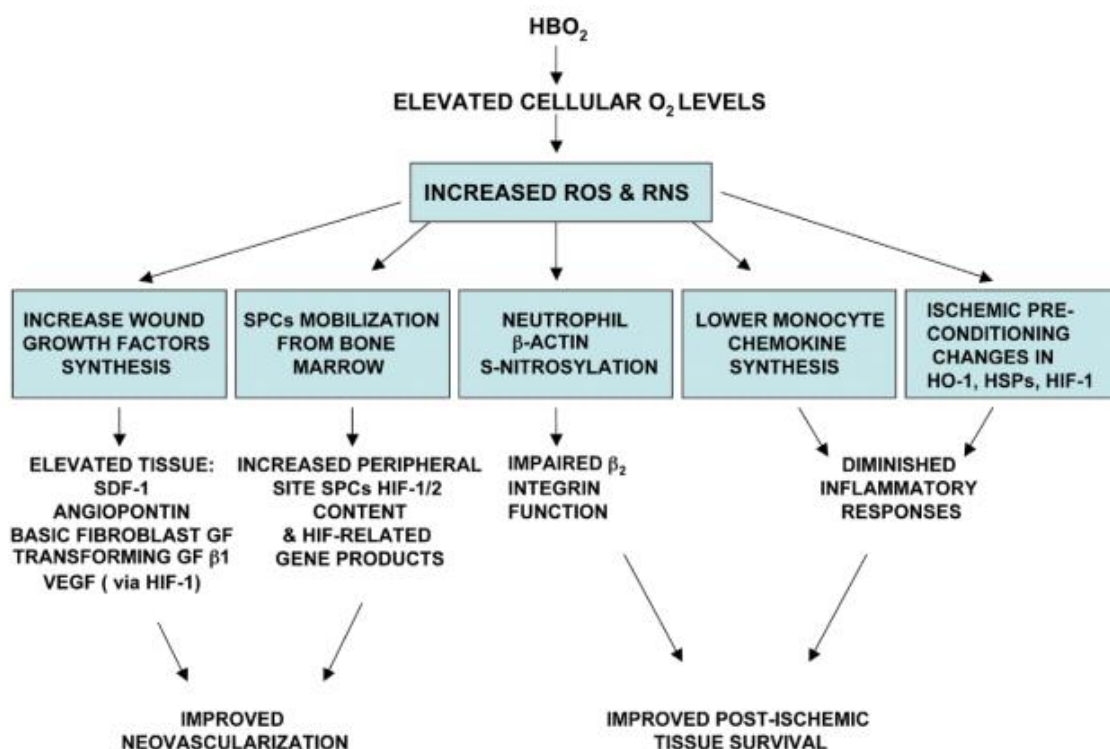 HBO2
ELEVATED CELLULAR O2 LEVELS
INCREASED ROS & RNS
INCREASE WOUND
GROWTH FACTORS
SYNTHESIS
SPCs MOBILIZATION
FROM BONE
MARROW
NEUTROPHIL
β-ACTIN
S-NITROSYLATION
LOWER MONOCYTE
CHEMOKINE
SYNTHESIS
ISCHEMIC PRE-
CONDITIONING
CHANGES IN
HO-1, HSPs, HIF-1
ELEVATED TISSUE:
SDF-1
ANGIOPONTIN
BASIC FIBROBLAST GF
TRANSFORMING GF β1
VEGF ( via HIF-1)
INCREASED PERIPHERAL
SITE SPCs HIF-1/2
CONTENT
& HIF-RELATED
GENE PRODUCTS
IMPAIRED β2
INTEGRIN
FUNCTION
DIMINISHED
INFLAMMATORY
RESPONSES
IMPROVED
NEOVASCULARIZATION
IMPROVED POST-ISCHEMIC
TISSUE SURVIVAL